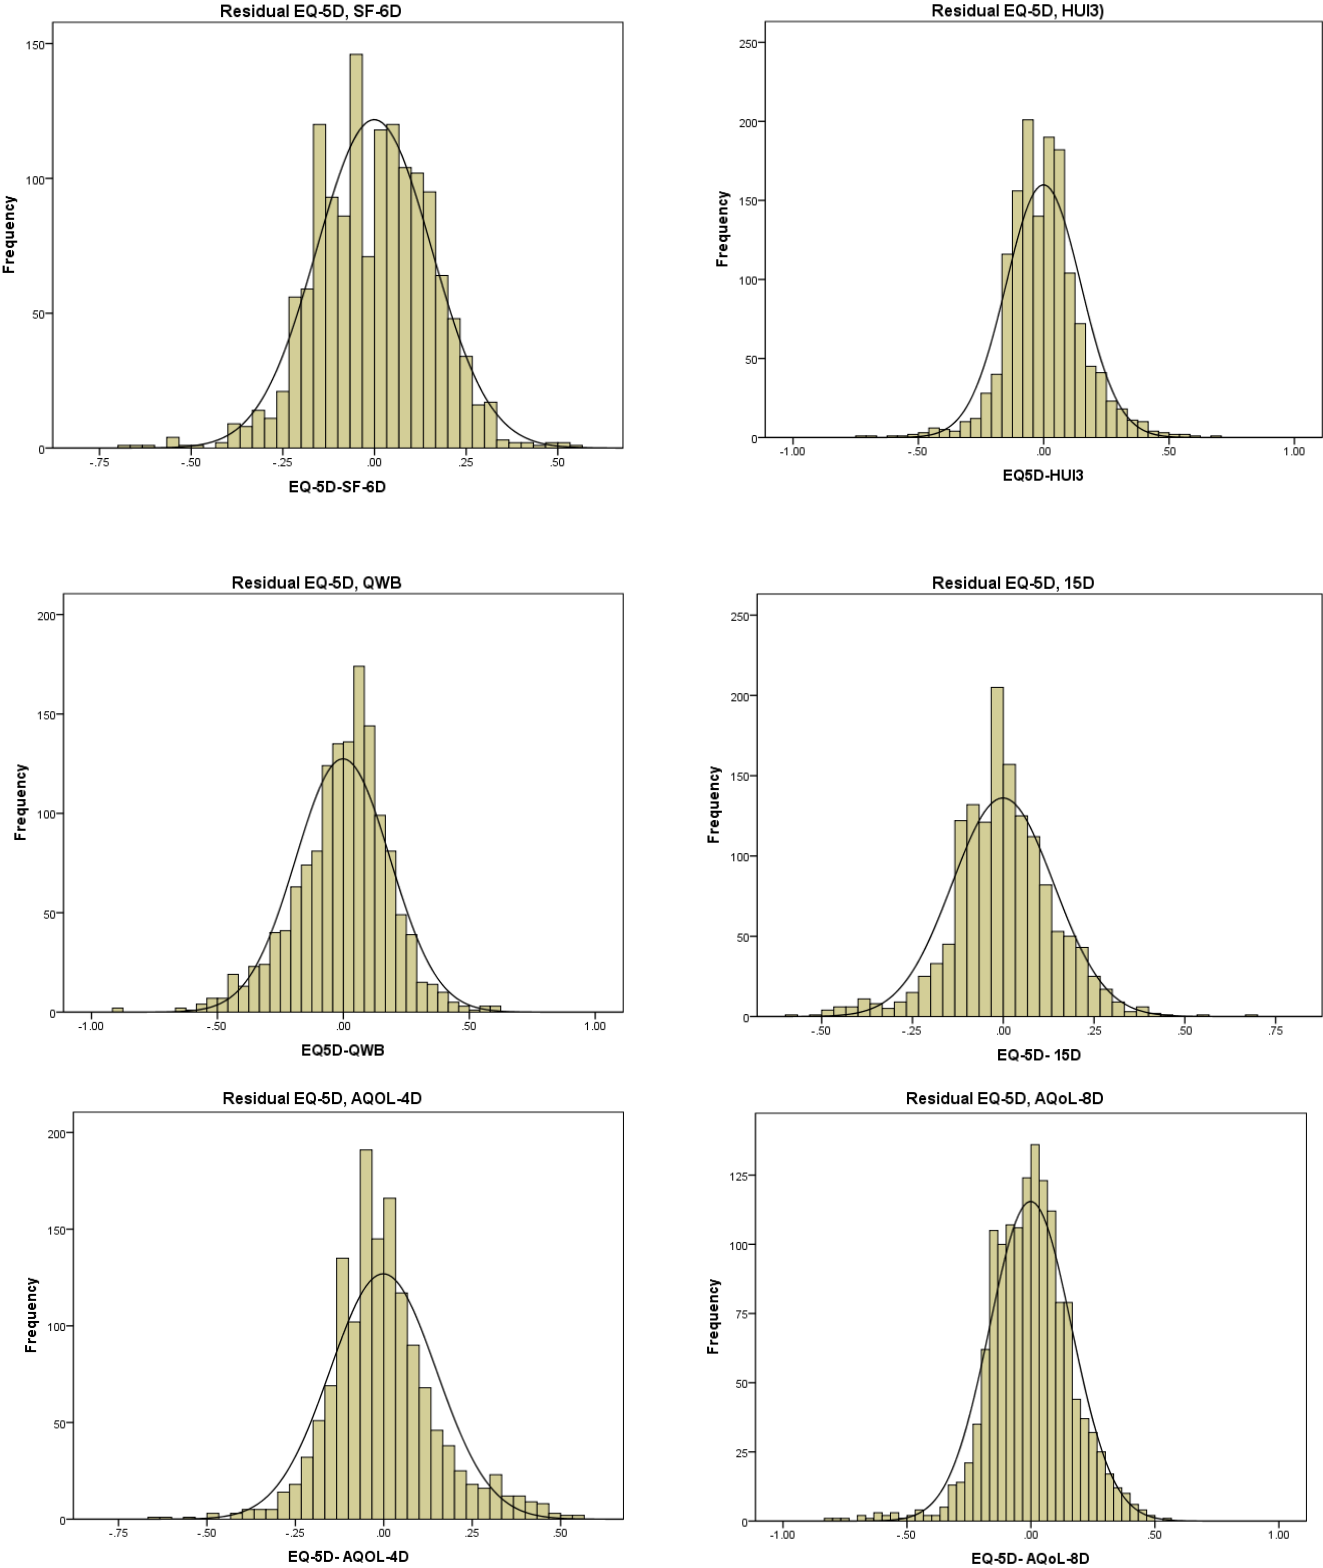 Residual EQ-5D, SF-6D
150
100
50
0
Frequency
-.75 -.50 -.25 .00 .25 .50
EQ-5D-SF-6D
Residual EQ-5D, HUI3)
250
200
150
100
50
0
Frequency
-1.00 -.50 .00 .50 1.00
EQ5D-HUI3
Residual EQ-5D, QWB
200
150
100
50
0
Frequency
-1.00 -.50 .00 .50 1.00
EQ5D-QWB
Residual EQ-5D, 15D
250
200
150
100
50
0
Frequency
-.50 -.25 .00 .25 .50 .75
EQ-5D- 15D
Residual EQ-5D, AQOL-4D
200
150
100
50
0
Frequency
-.75 -.50 -.25 .00 .25 .50
EQ-5D- AQOL-4D
Residual EQ-5D, AQoL-8D
125
100
75
50
25
0
Frequency
-1.00 -.50 .00 .50 1.00
EQ-5D- AQoL-8D